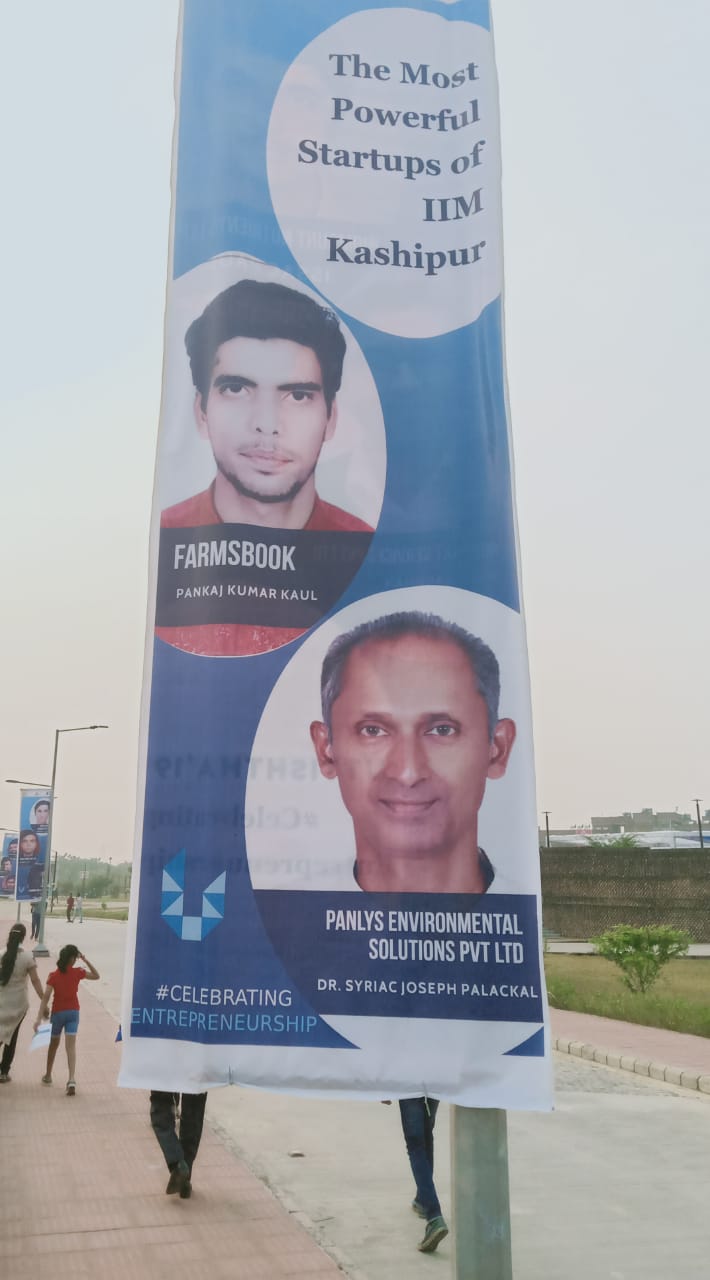 The Most
Powerful
Startups of
IIM
Kashipur
FARMSBOOK
PANKAJ KUMAR KAUL
PANLYS ENVIRONMENTAL
SOLUTIONS PVT LTD
DR. SYRIAC JOSEPH PALACKAL
#CELEBRATING
ENTREPRENEURSHIP